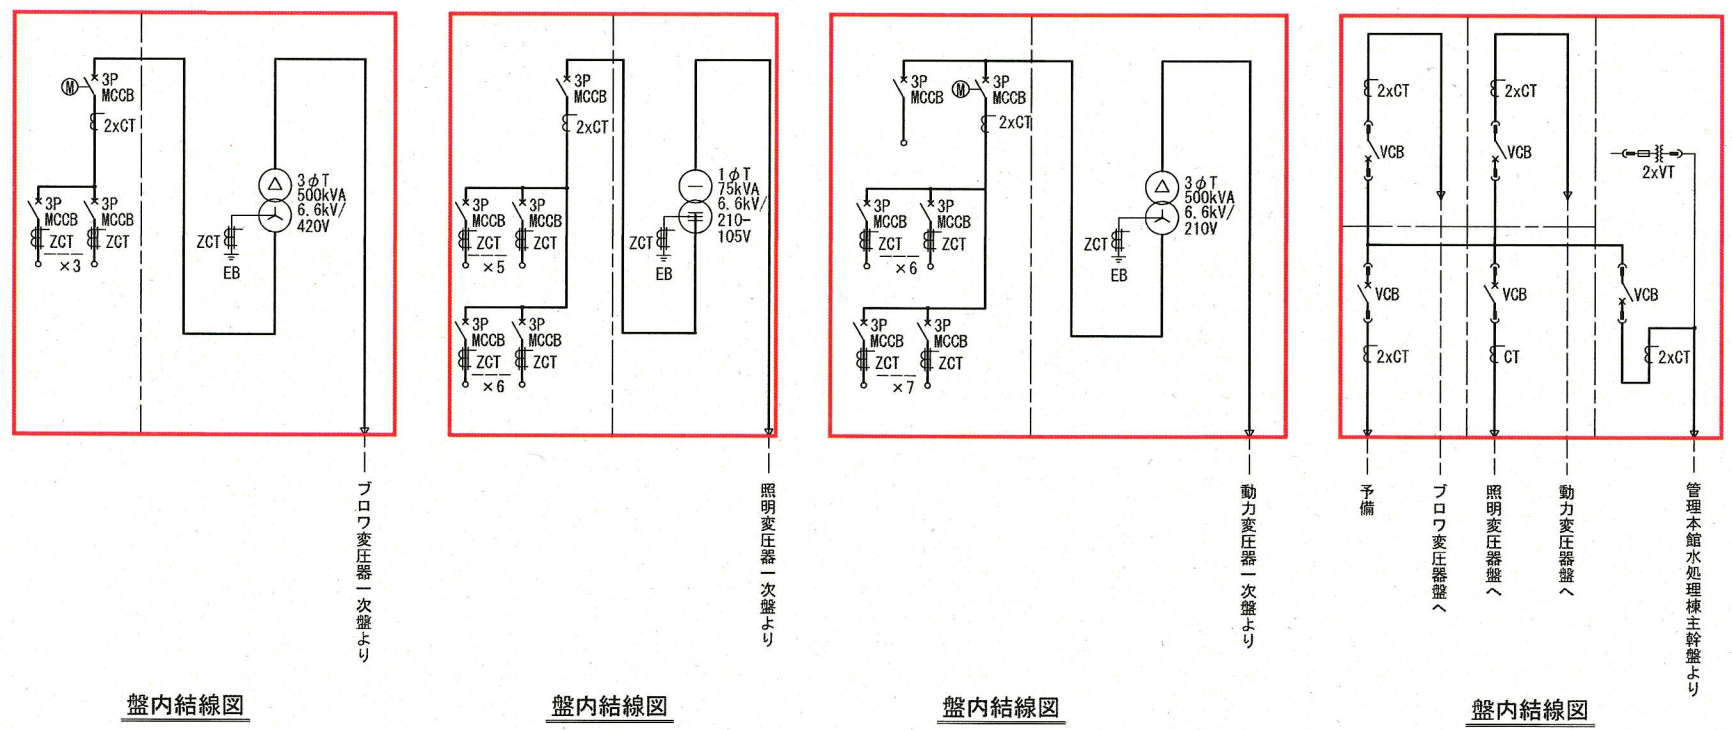 M
3P
MCCB
2xCT
3P
MCCB
ZCT
×3
3P
MCCB
ZCT
ZCT
EB
3φT
500kVA
6.6kV/
420V
ブロワ変圧器一次盤より
盤内結線図
3P
MCCB
2xCT
3P
MCCB
ZCT
×5
3P
MCCB
ZCT
3P
MCCB
ZCT
×6
3P
MCCB
ZCT
ZCT
EB
1φT
75kVA
6.6kV/
210-
105V
照明変圧器一次盤より
盤内結線図
3P
MCCB
M
3P
MCCB
2xCT
3P
MCCB
ZCT
×6
3P
MCCB
ZCT
3P
MCCB
ZCT
×7
3P
MCCB
ZCT
ZCT
EB
3φT
500kVA
6.6kV/
210V
動力変圧器一次盤より
盤内結線図
2xCT
VCB
2xCT
VCB
2xVT
VCB
2xCT
VCB
CT
VCB
2xCT
予備
ブロワ変圧器盤へ
照明変圧器盤へ
動力変圧器盤へ
管理本館水処理棟主幹盤より
盤内結線図